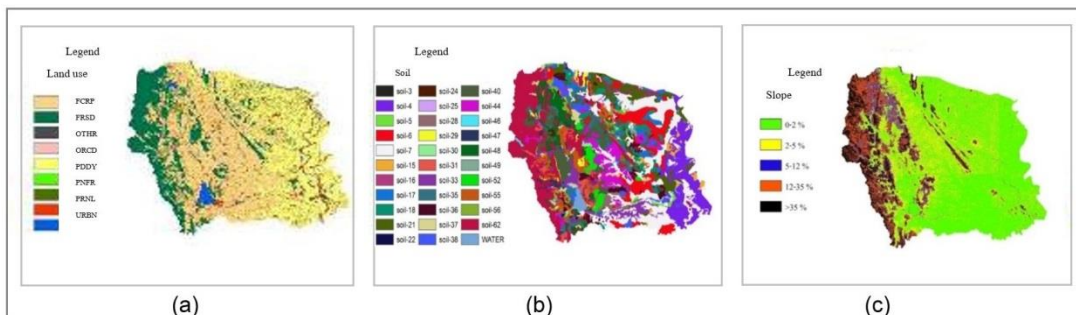 Legend
Land use
FCRP
FRSD
OTHR
ORCD
PDDY
PNFR
PRNL
URBN
(a)
Legend
Soil
soil-3 soil-24 soil-40
soil-4 soil-25 soil-44
soil-5 soil-28 soil-46
soil-6 soil-29 soil-47
soil-7 soil-30 soil-48
soil-15 soil-31 soil-49
soil-16 soil-33 soil-52
soil-17 soil-35 soil-55
soil-18 soil-36 soil-56
soil-21 soil-37 soil-62
soil-22 soil-38 WATER
(b)
Legend
Slope
0-2 %
2-5 %
5-12 %
12-35 %
>35 %
(c)